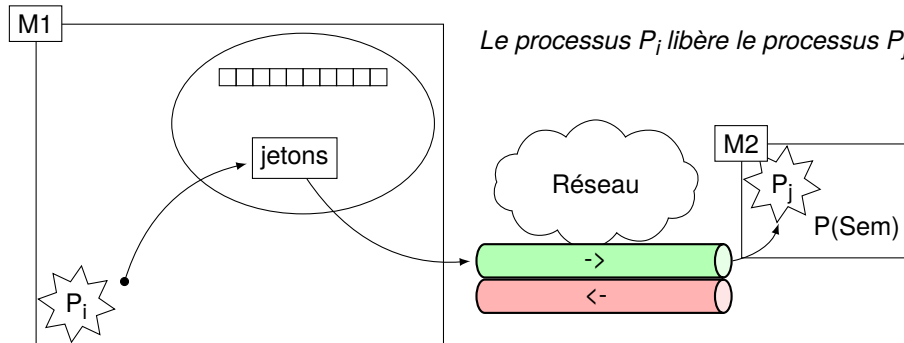 M1
Le processus Pi libère le processus Pj
jetons
M2
Réseau
Pj
P(Sem)
->
Pi
<-